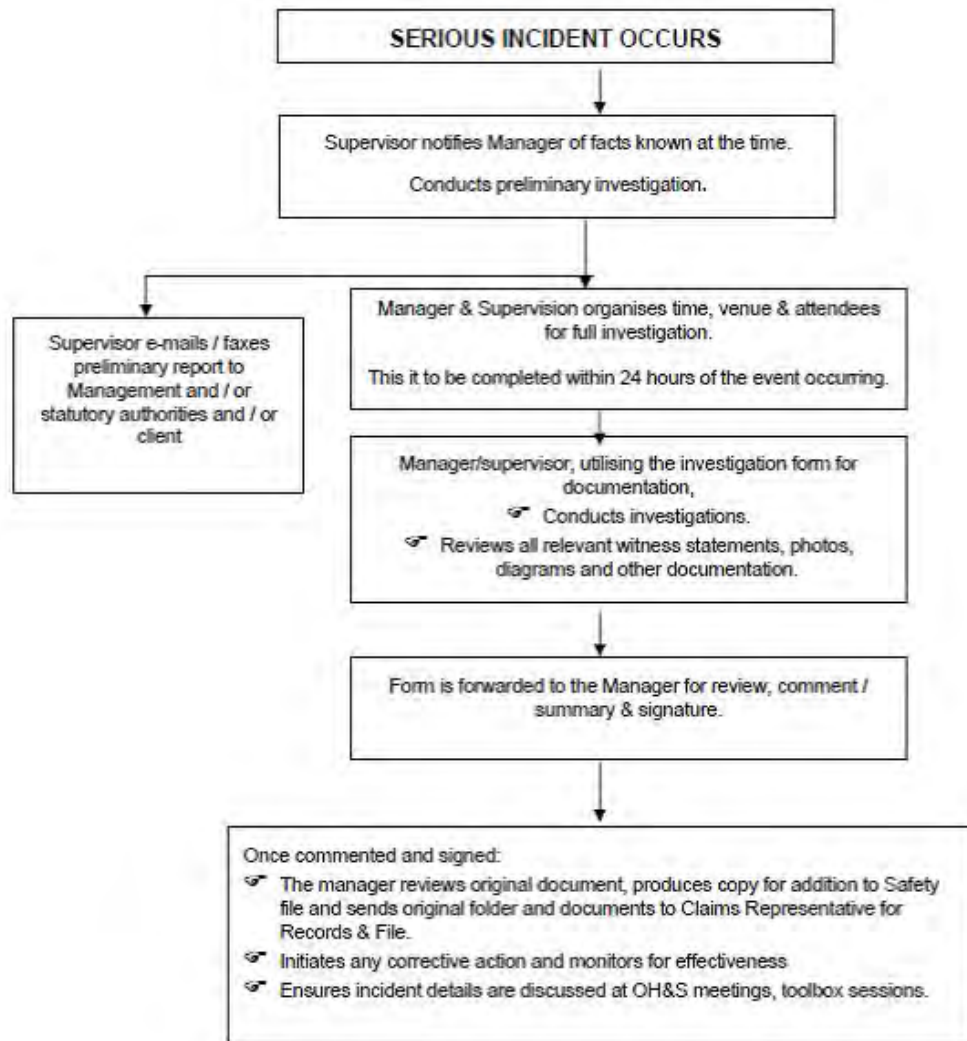 SERIOUS INCIDENT OCCURS
Supervisor notifies Manager of facts known at the time.
Conducts preliminary investigation.
Supervisor e-mails / faxes
preliminary report to
Management and / or
statutory authorities and / or
client
Manager & Supervision organises time, venue & attendees
for full investigation.
This it to be completed within 24 hours of the event occurring.
Manager/supervisor, utilising the investigation form for
documentation,
Conducts investigations.
Reviews all relevant witness statements, photos,
diagrams and other documentation.
Form is forwarded to the Manager for review, comment /
summary & signature.
Once commented and signed:
The manager reviews original document, produces copy for addition to Safety
file and sends original folder and documents to Claims Representative for
Records & File.
Initiates any corrective action and monitors for effectiveness
Ensures incident details are discussed at OH&S meetings, toolbox sessions.